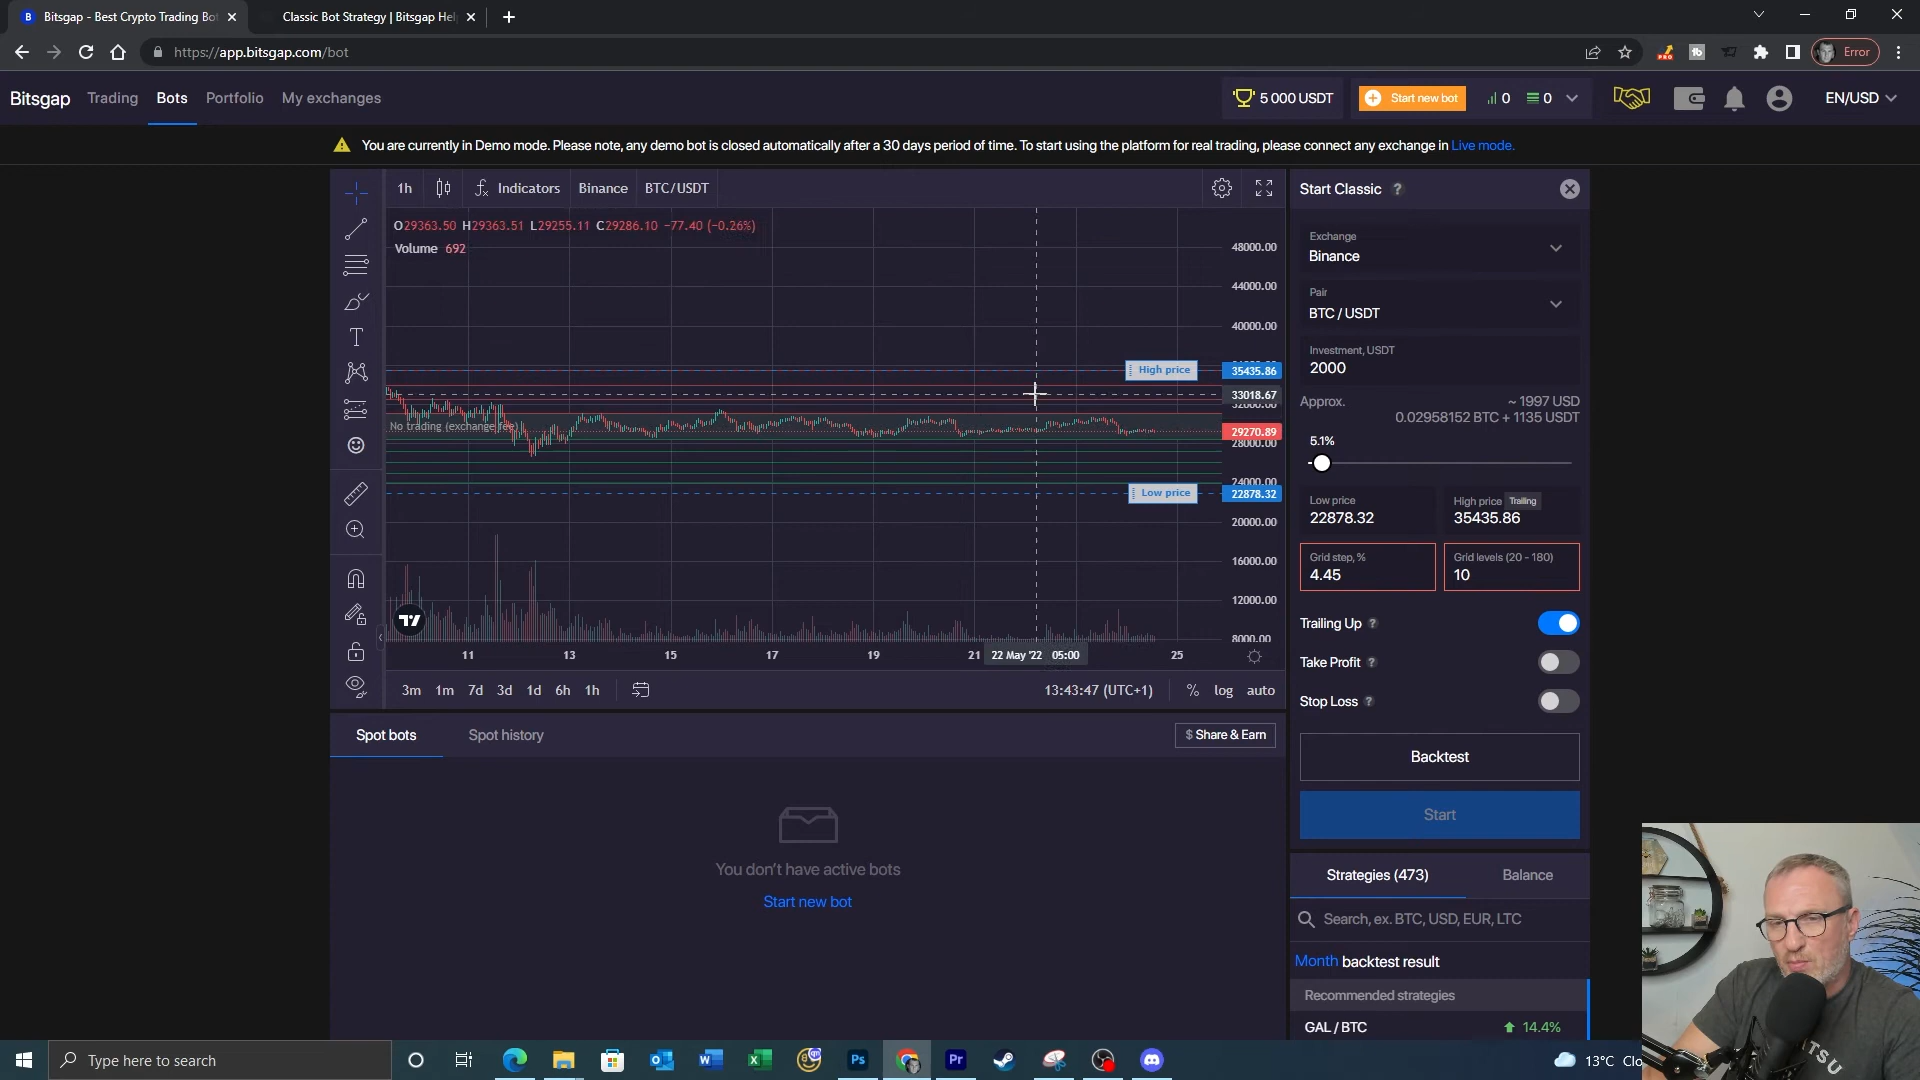 Bitsgap - Best Crypto Trading Bot
Classic Bot Strategy | Bitsgap Help
https://app.bitsgap.com/bot
Error
Bitsgap
Trading
Bots
Portfolio
My exchanges
5 000 USDT
Start new bot
0
0
EN/USD
You are currently in Demo mode. Please note, any demo bot is closed automatically after a 30 days period of time. To start using the platform for real trading, please connect any exchange in Live mode.
1h
Indicators
Binance
BTC/USDT
O29363.50 H29363.51 L29255.11 C29286.10 -77.40 (-0.26%)
Volume 692
48000.00
44000.00
40000.00
High price
35435.86
33018.67
32000.00
No trading (exchange fee)
29270.89
28000.00
24000.00
Low price
22878.32
20000.00
16000.00
12000.00
8000.00
11
13
15
17
19
21
22 May '22 05:00
25
3m
1m
7d
3d
1d
6h
1h
13:43:47 (UTC+1)
%
log
auto
Start Classic ?
Exchange
Binance
Pair
BTC / USDT
Investment, USDT
2000
Approx.
~ 1997 USD
0.02958152 BTC + 1135 USDT
5.1%
Low price
22878.32
High price Trailing
35435.86
Grid step, %
4.45
Grid levels (20 - 180)
10
Trailing Up ?
Take Profit ?
Stop Loss ?
Backtest
Start
Spot bots
Spot history
$ Share & Earn
You don't have active bots
Start new bot
Strategies (473)
Balance
Search, ex. BTC, USD, EUR, LTC
Month backtest result
Recommended strategies
GAL / BTC
14.4%
Type here to search
13°C Clo